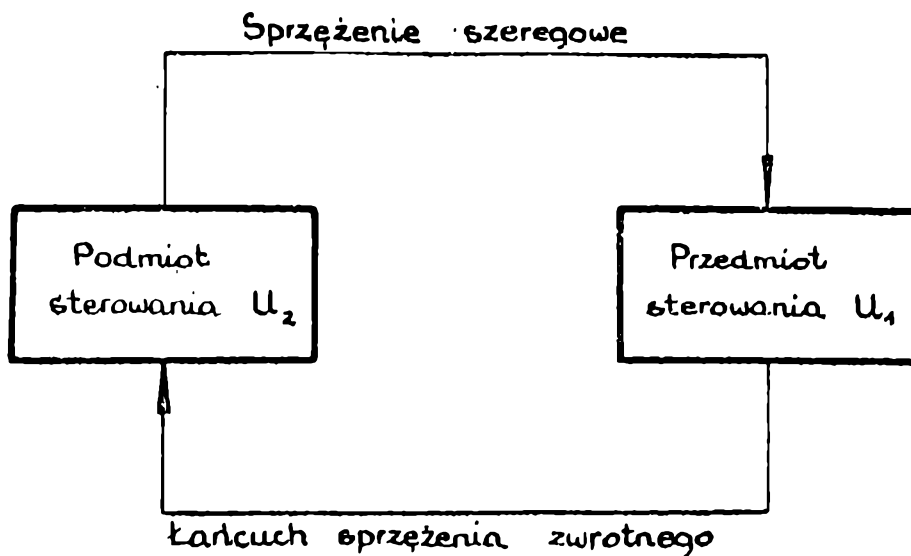 Sprzężenie szeregowe
Podmiot
sterowania U₂
Przedmiot
sterowania U₁
Łańcuch sprzężenia zwrotnego